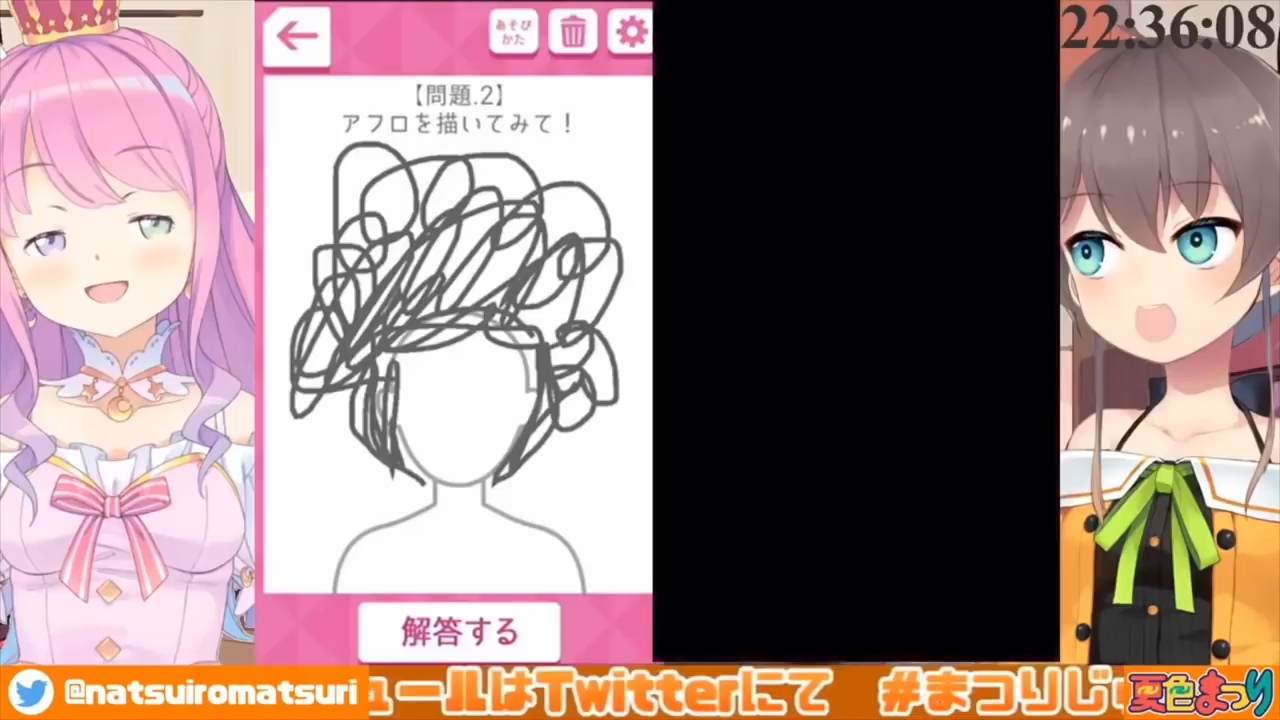 あそび
かた
22:36:08
【問題.2】
アフロを描いてみて！
解答する
@natsuiromatsuri
ュールはTwitterにて #まつりじ
夏色まつり